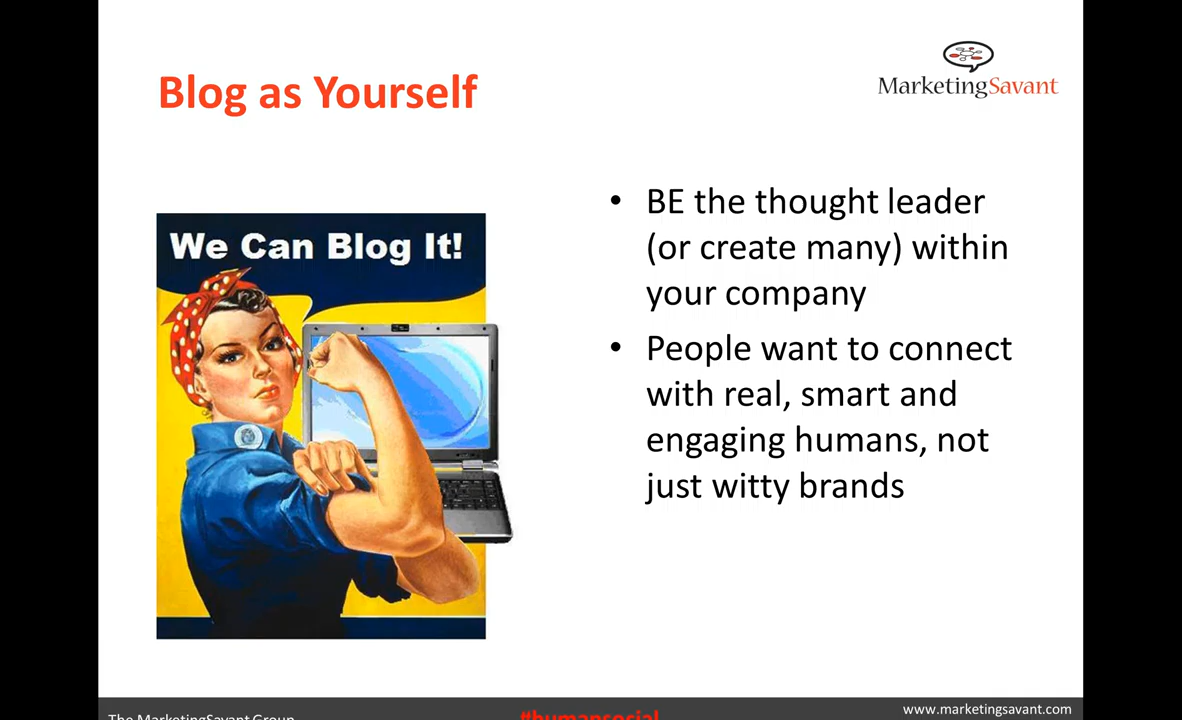 Blog as Yourself
MarketingSavant
We Can Blog It!
• BE the thought leader
(or create many) within
your company
• People want to connect
with real, smart and
engaging humans, not
just witty brands
The MarketingSavant Group
#humansocial
www.marketingsavant.com